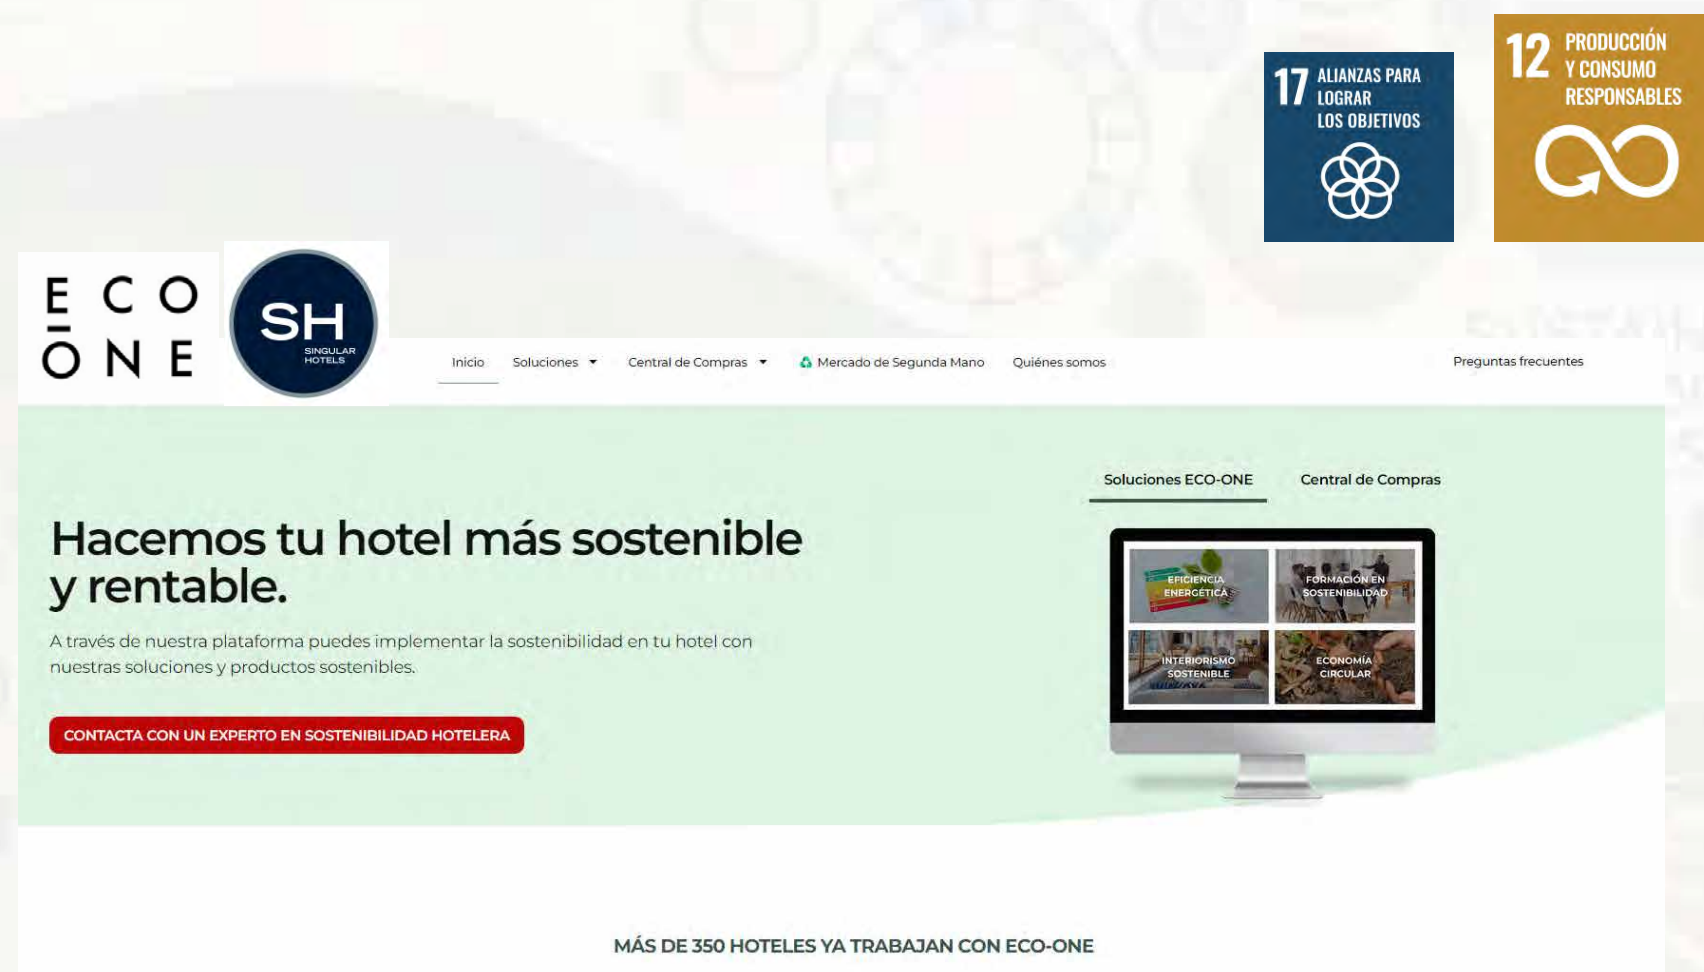 17 ALIANZAS PARA
LOGRAR
LOS OBJETIVOS
12 PRODUCCIÓN
Y CONSUMO
RESPONSABLES
ECO
ONE
SH
SINGULAR
HOTELS
Inicio Soluciones Central de Compras Mercado de Segunda Mano Quiénes somos Preguntas frecuentes
Soluciones ECO-ONE Central de Compras
Hacemos tu hotel más sostenible
y rentable.
A través de nuestra plataforma puedes implementar la sostenibilidad en tu hotel con
nuestras soluciones y productos sostenibles.
CONTACTA CON UN EXPERTO EN SOSTENIBILIDAD HOTELERA
EFICIENCIA
ENERGÉTICA
FORMACIÓN EN
SOSTENIBILIDAD
INTERIORISMO
SOSTENIBLE
ECONOMÍA
CIRCULAR
MÁS DE 350 HOTELES YA TRABAJAN CON ECO-ONE